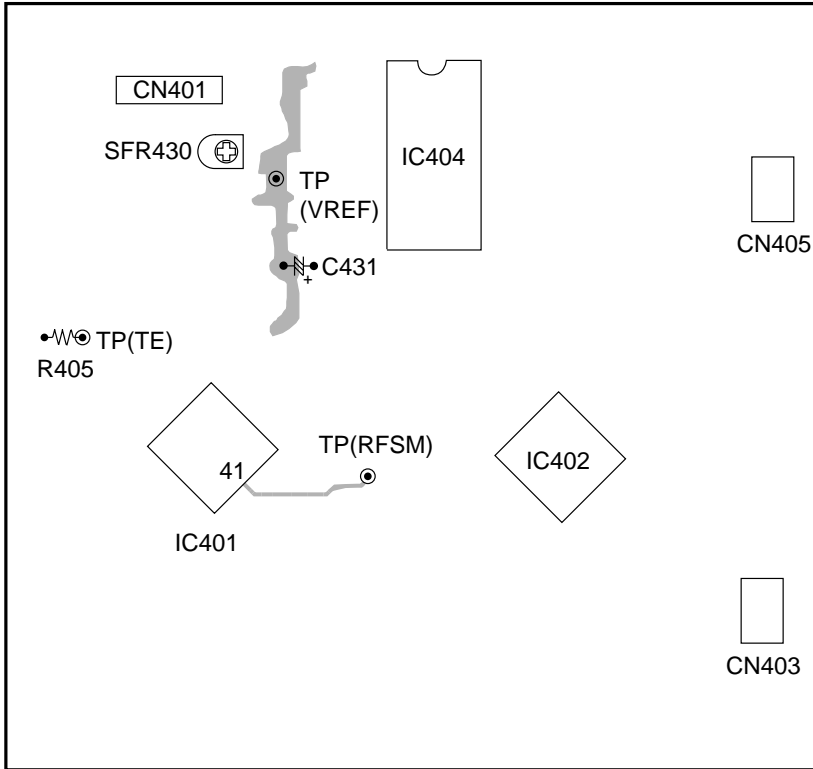 CN401
SFR430
IC404
TP
(VREF)
CN405
C431
+
TP(TE)
R405
TP(RFSM)
41
IC402
IC401
CN403